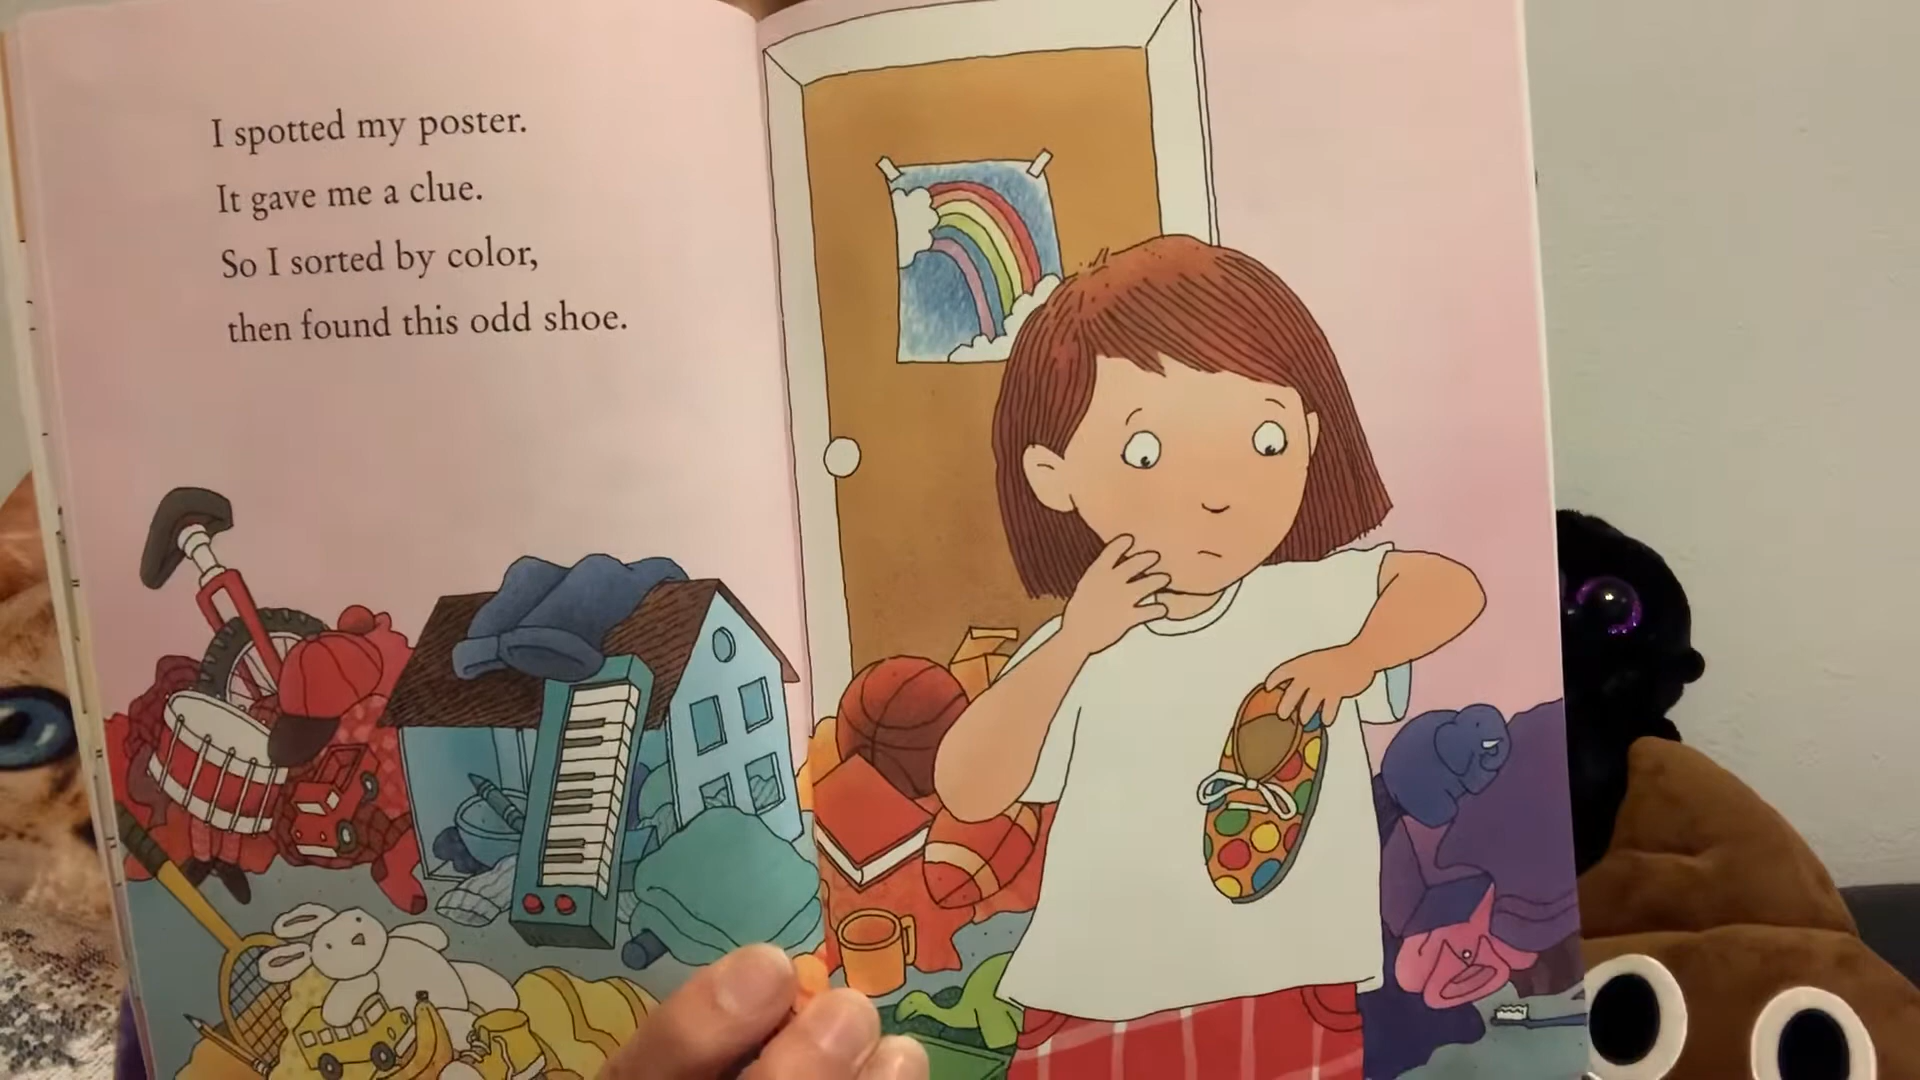 I spotted my poster.
It gave me a clue.
So I sorted by color,
then found this odd shoe.